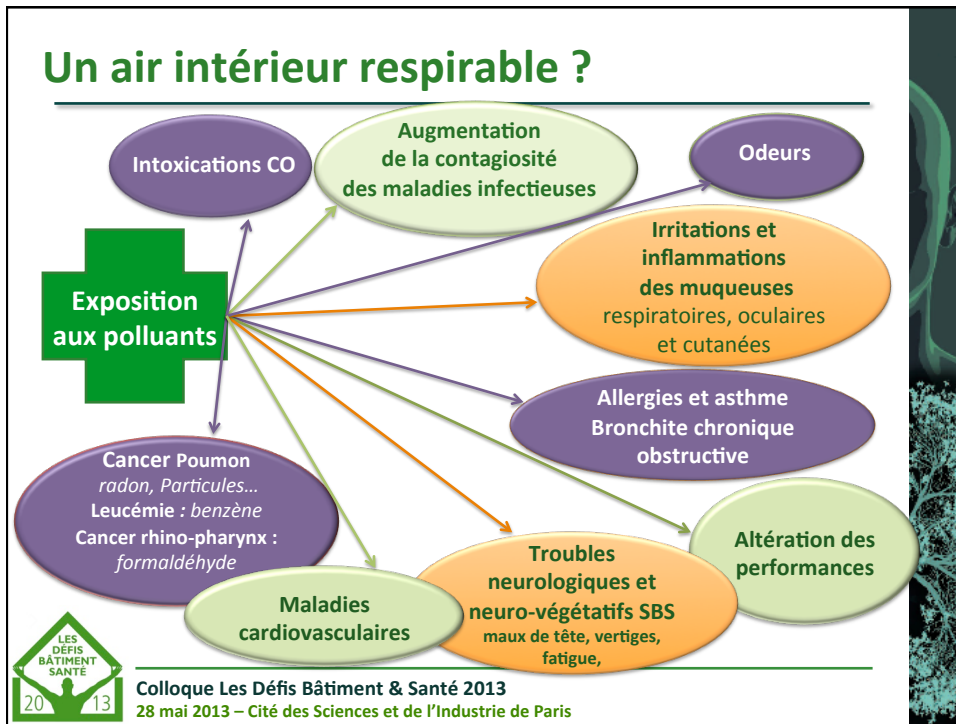 Un air intérieur respirable ?
Intoxications CO
Augmentation
de la contagiosité
des maladies infectieuses
Odeurs
Irritations et
inflammations
des muqueuses
respiratoires, oculaires
et cutanées
Exposition
aux polluants
Allergies et asthme
Bronchite chronique
obstructive
Cancer Poumon
radon, Particules...
Leucémie : benzène
Cancer rhino-pharynx :
formaldéhyde
Altération des
performances
Troubles
neurologiques et
neuro-végétatifs SBS
maux de tête, vertiges,
fatigue,
Maladies
cardiovasculaires
LES
DÉFIS
BÂTIMENT
SANTÉ
20 13
Colloque Les Défis Bâtiment & Santé 2013
28 mai 2013 – Cité des Sciences et de l'Industrie de Paris